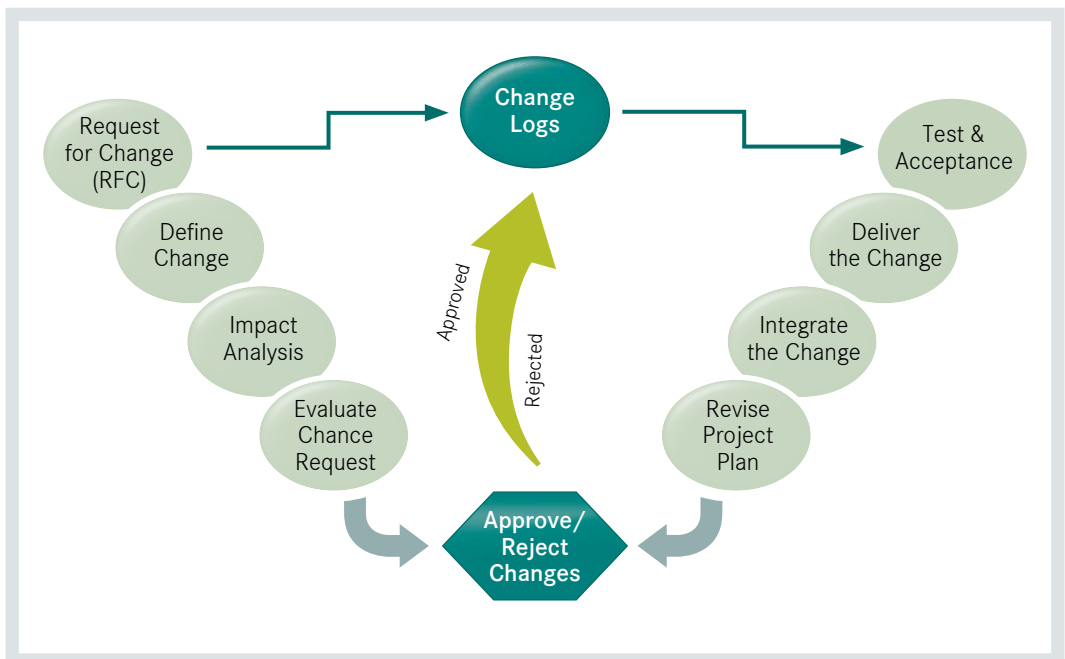 Request
for Change
(RFC)
Define
Change
Impact
Analysis
Evaluate
Chance
Request
Change
Logs
Approved
Rejected
Approve/
Reject
Changes
Test &
Acceptance
Deliver
the Change
Integrate
the Change
Revise
Project
Plan